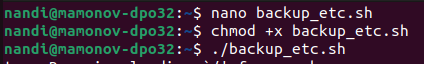 nandi@mamonov-dpo32:~$ nano backup_etc.sh
nandi@mamonov-dpo32:~$ chmod +x backup_etc.sh
nandi@mamonov-dpo32:~$ ./backup_etc.sh